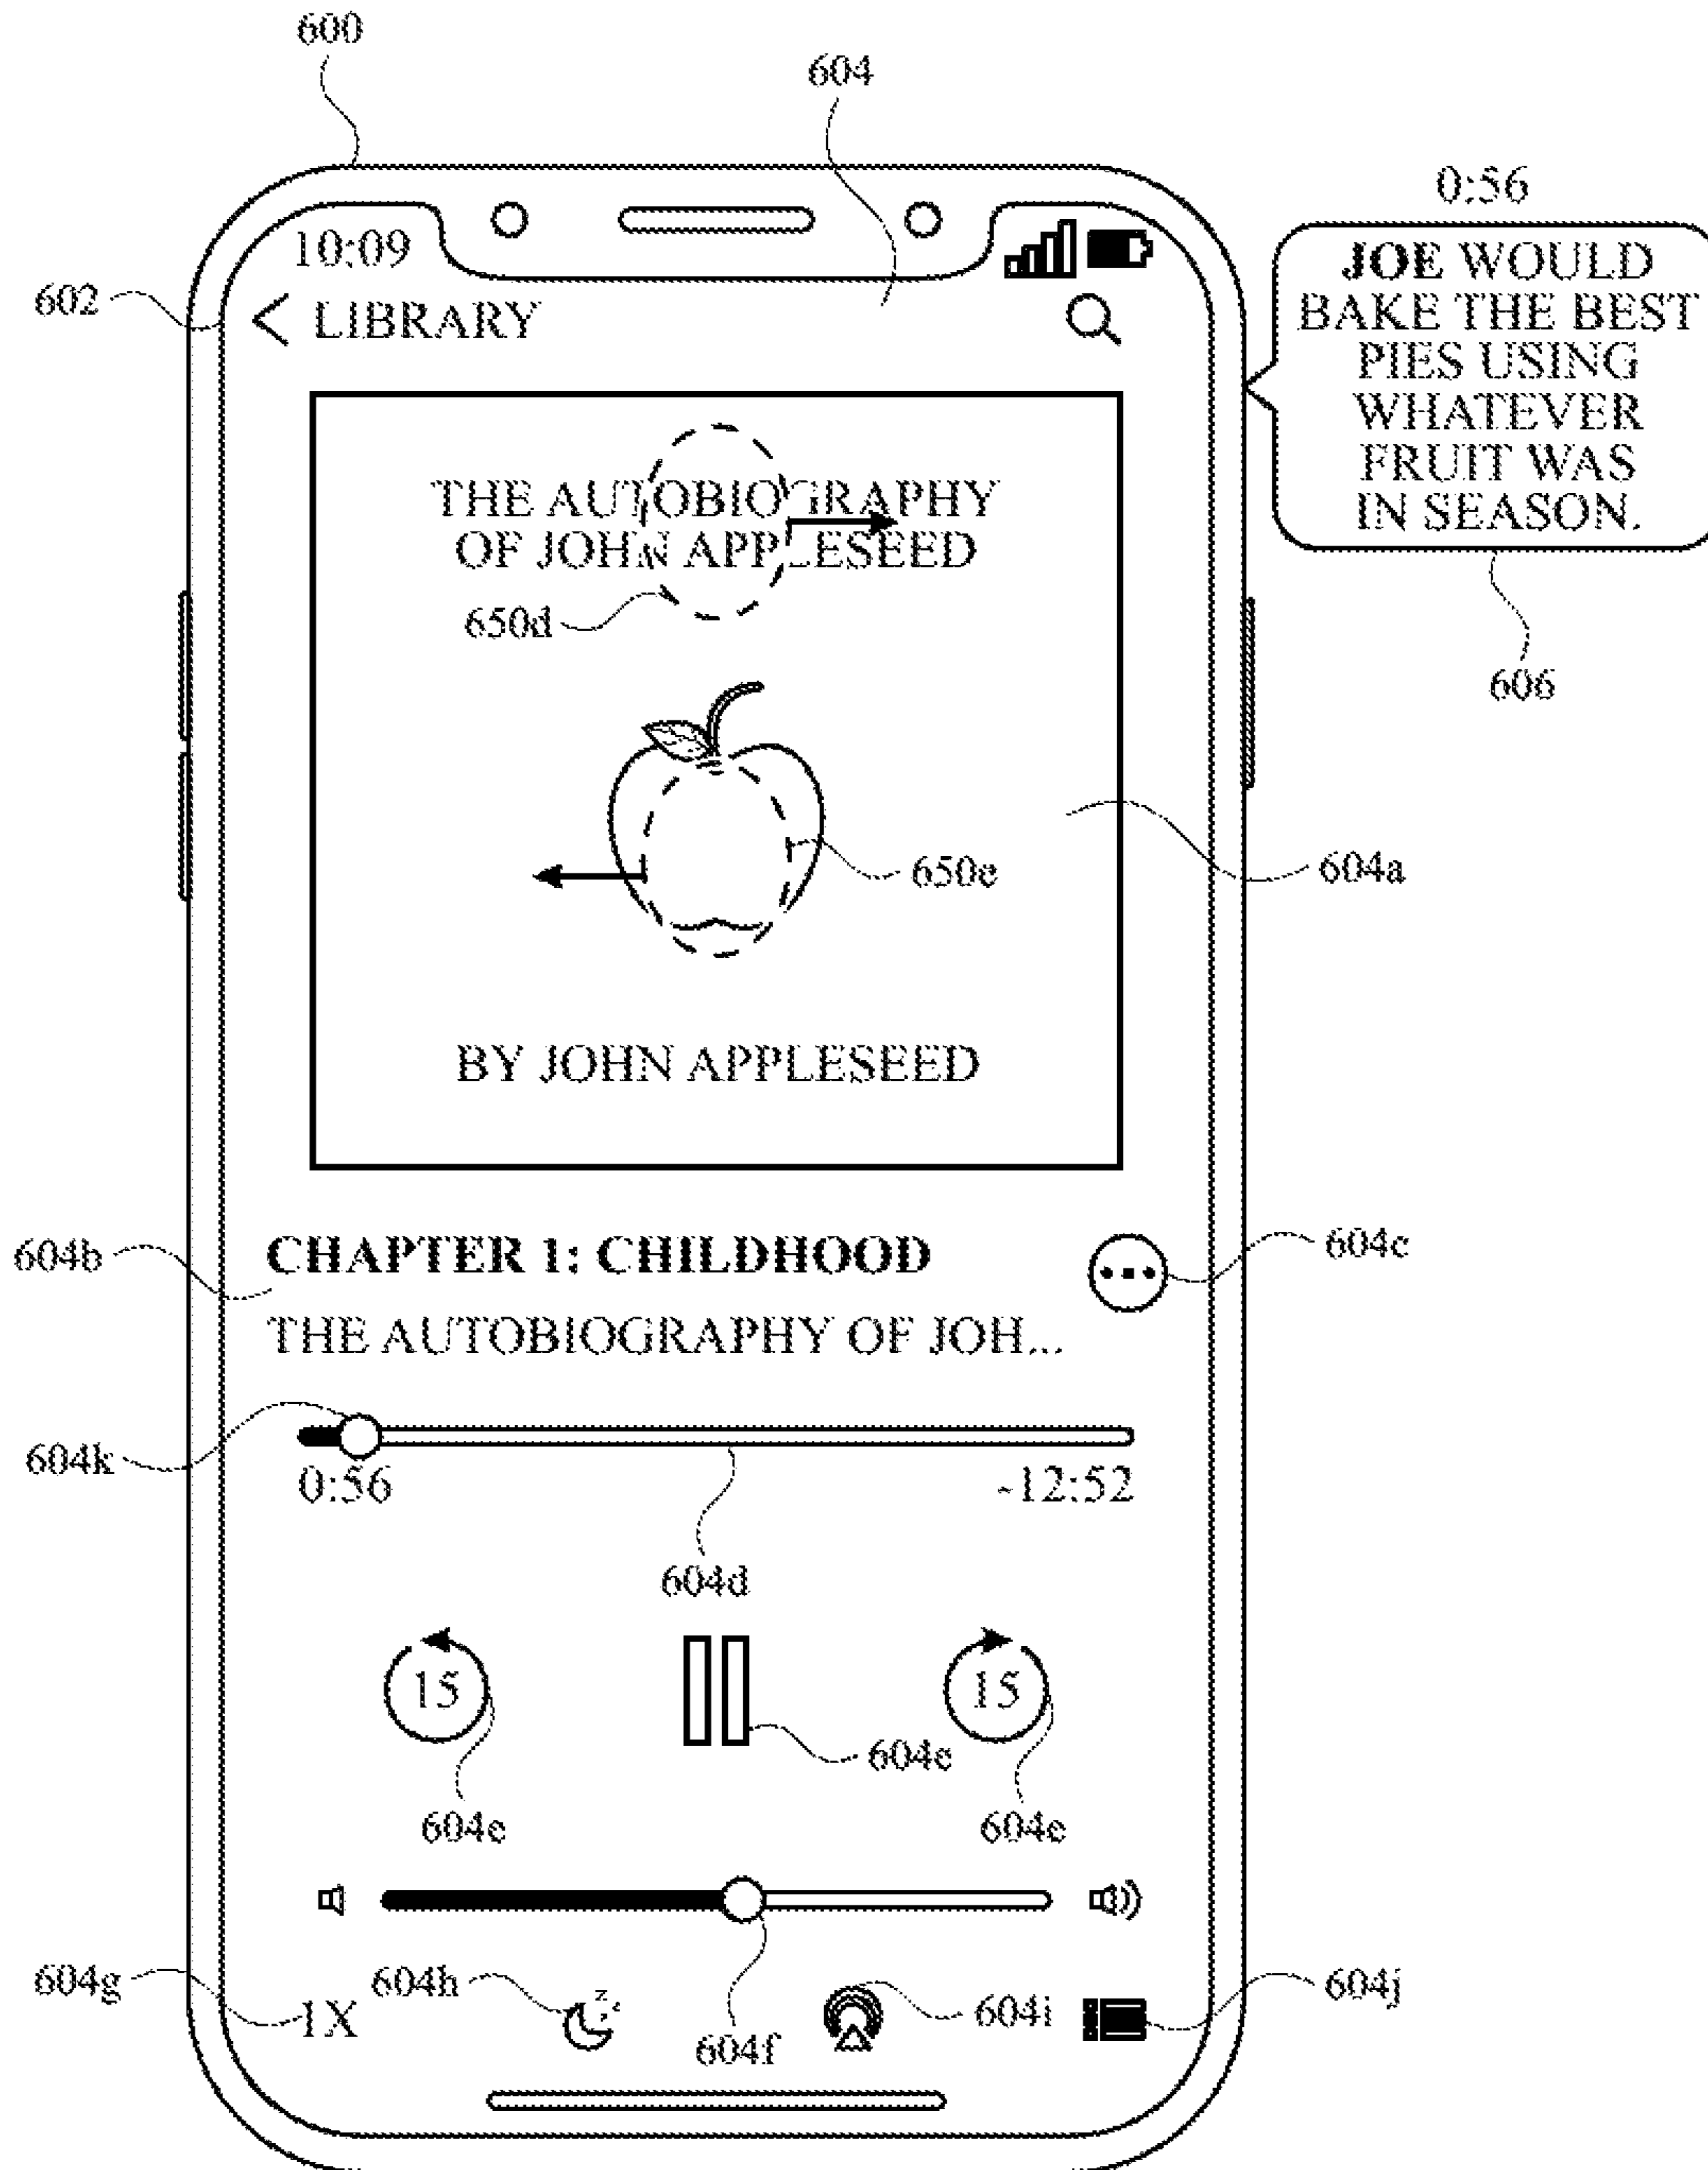 600
604
0:56
10:09
602
LIBRARY
JOE WOULD
BAKE THE BEST
PIES USING
WHATEVER
FRUIT WAS
IN SEASON.
606
THE AUTOBIOGRAPHY
OF JOHN APPLESEED
650d
650e
604a
BY JOHN APPLESEED
604b
CHAPTER 1: CHILDHOOD
604c
THE AUTOBIOGRAPHY OF JOH...
604k
0:56
-12:52
604d
15
15
604e
604e
604e
604g
1X
604h
z z z
604f
604i
604j